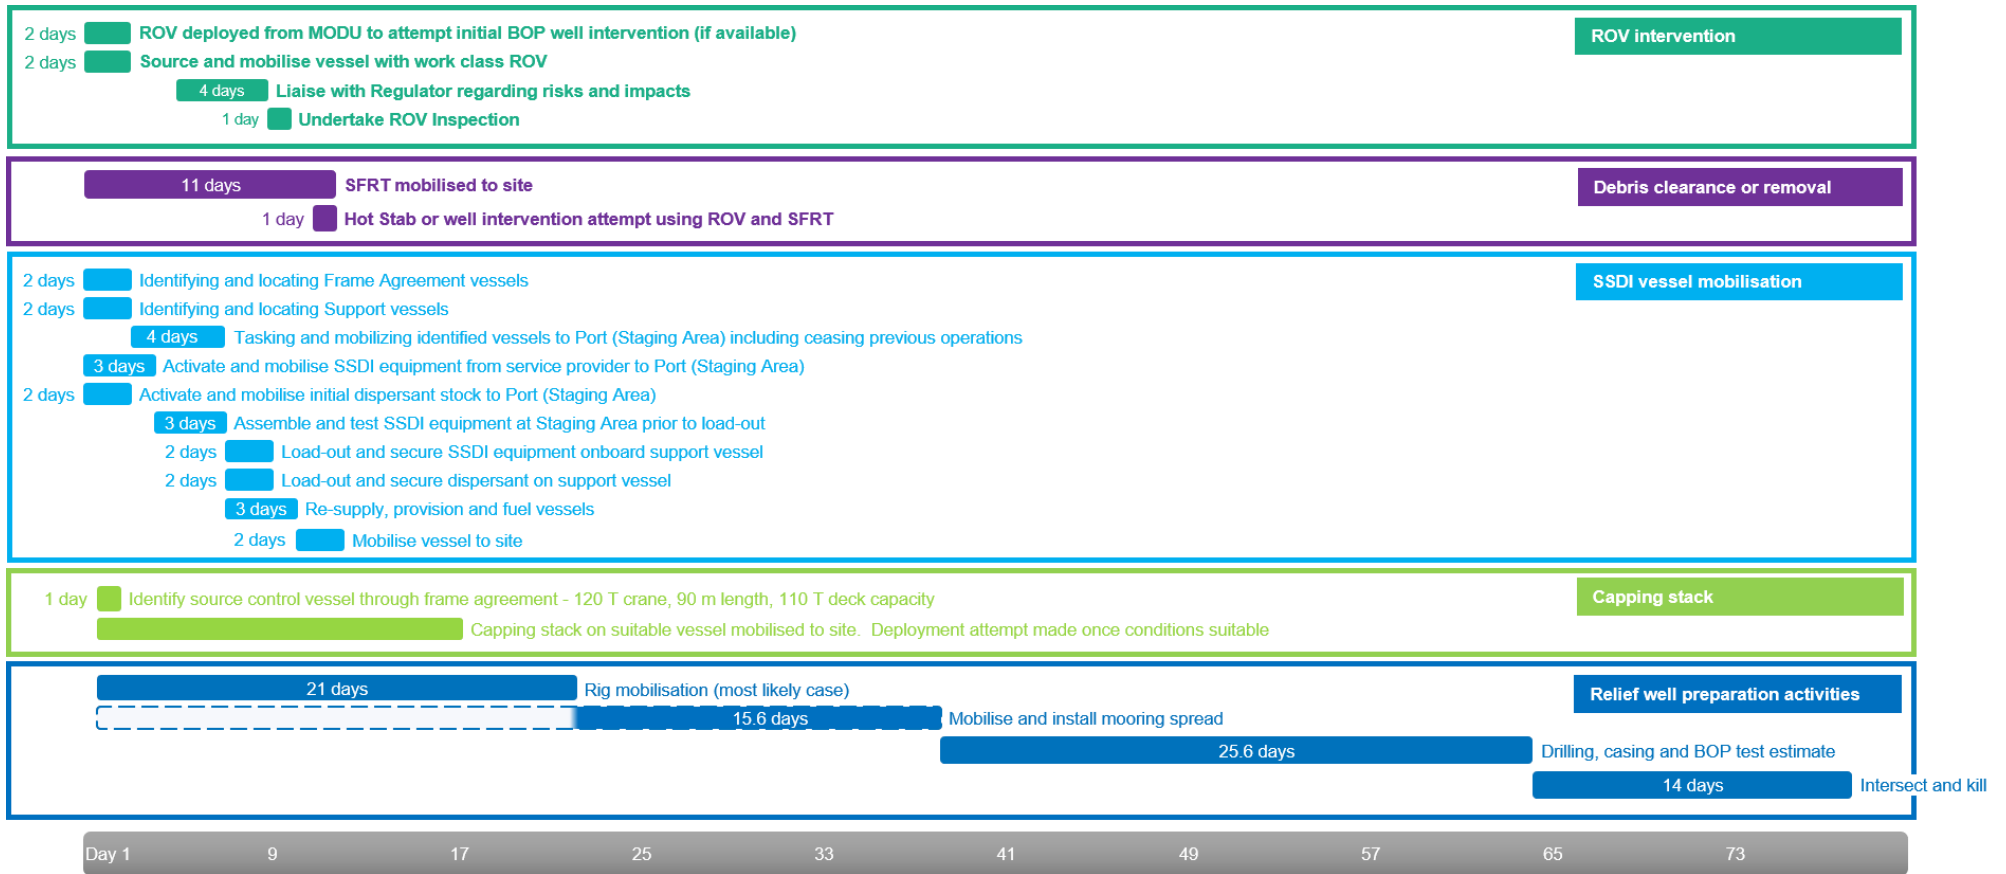 ROV intervention
2 days ROV deployed from MODU to attempt initial BOP well intervention (if available)
2 days Source and mobilise vessel with work class ROV
4 days Liaise with Regulator regarding risks and impacts
1 day Undertake ROV Inspection
Debris clearance or removal
11 days SFRT mobilised to site
1 day Hot Stab or well intervention attempt using ROV and SFRT
SSDI vessel mobilisation
2 days Identifying and locating Frame Agreement vessels
2 days Identifying and locating Support vessels
4 days Tasking and mobilizing identified vessels to Port (Staging Area) including ceasing previous operations
3 days Activate and mobilise SSDI equipment from service provider to Port (Staging Area)
2 days Activate and mobilise initial dispersant stock to Port (Staging Area)
3 days Assemble and test SSDI equipment at Staging Area prior to load-out
2 days Load-out and secure SSDI equipment onboard support vessel
2 days Load-out and secure dispersant on support vessel
3 days Re-supply, provision and fuel vessels
2 days Mobilise vessel to site
Capping stack
1 day Identify source control vessel through frame agreement - 120 T crane, 90 m length, 110 T deck capacity
Capping stack on suitable vessel mobilised to site. Deployment attempt made once conditions suitable
Relief well preparation activities
21 days Rig mobilisation (most likely case)
15.6 days Mobilise and install mooring spread
25.6 days Drilling, casing and BOP test estimate
14 days Intersect and kill
Day 1 9 17 25 33 41 49 57 65 73